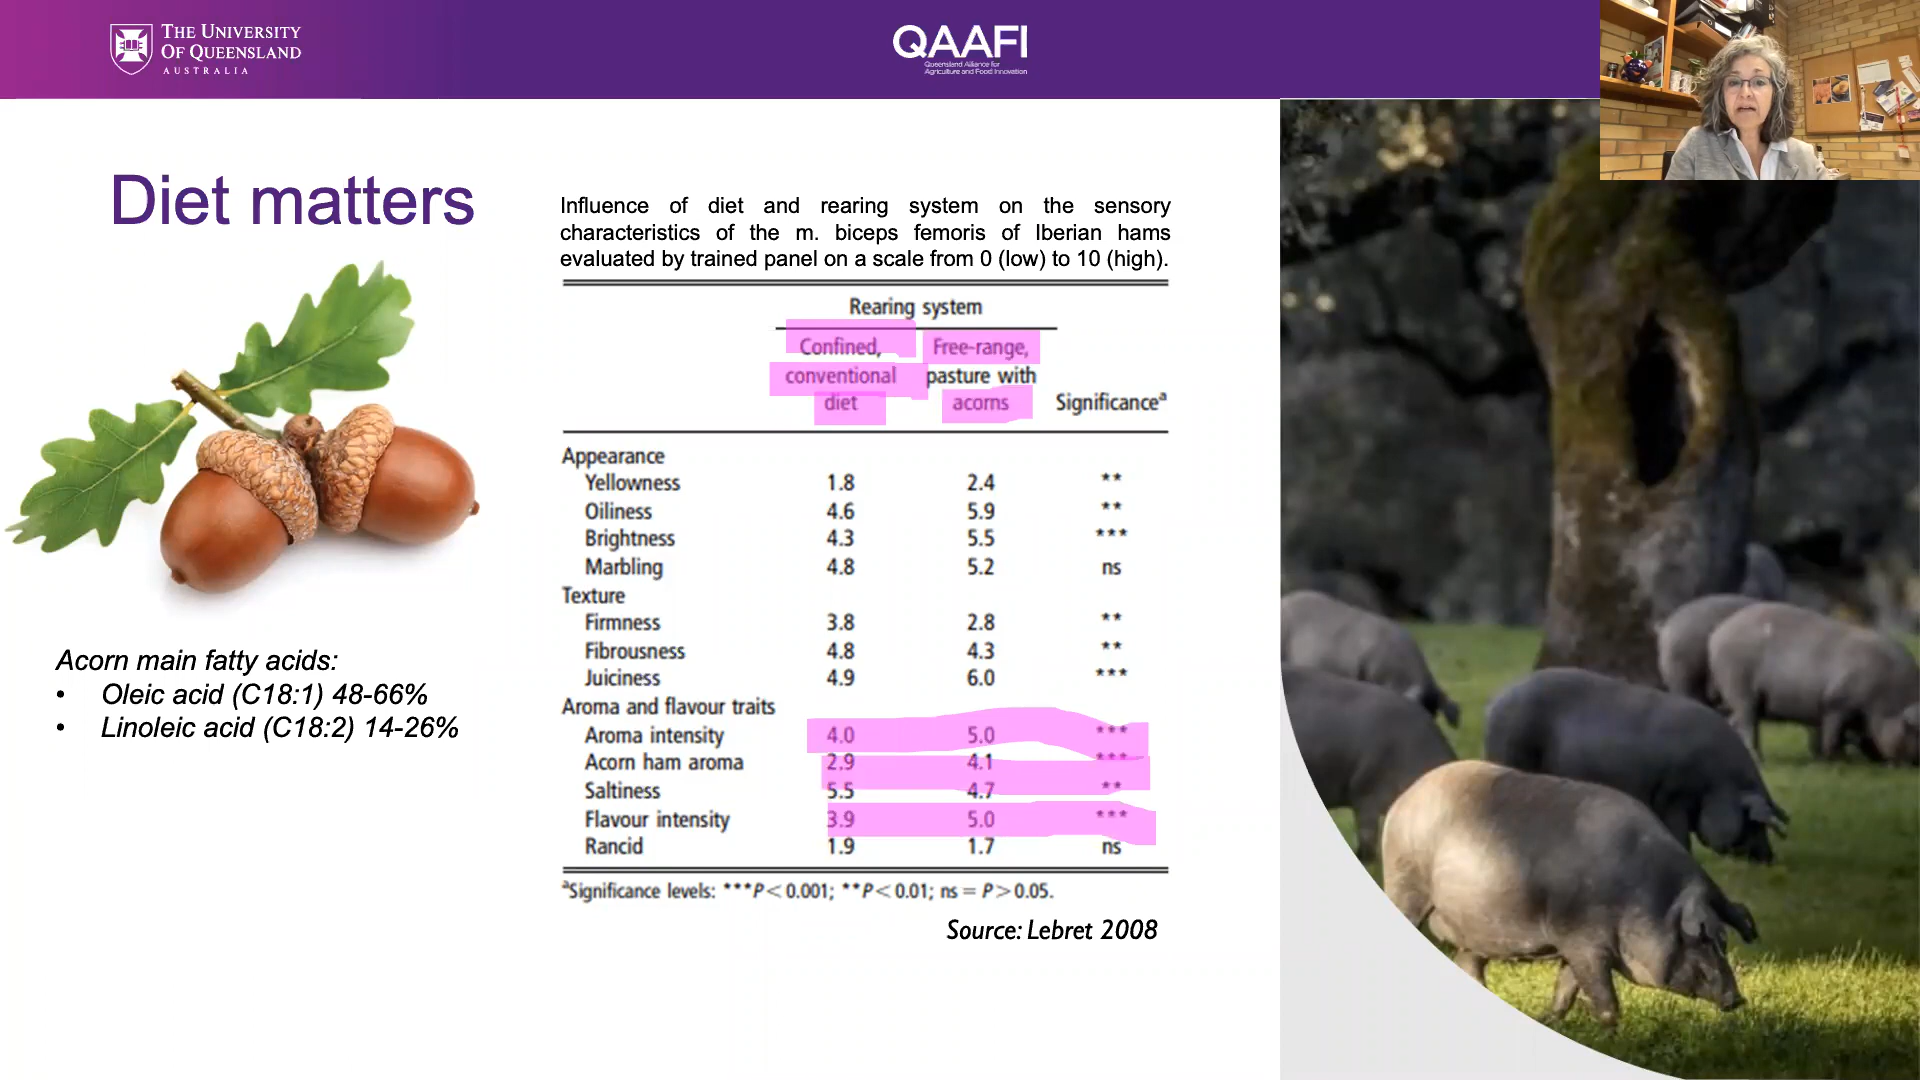 THE UNIVERSITY
OF QUEENSLAND
AUSTRALIA
QAAFI
Queensland Alliance for
Agriculture and Food Innovation
Diet matters
Acorn main fatty acids:
• Oleic acid (C18:1) 48-66%
• Linoleic acid (C18:2) 14-26%
Influence of diet and rearing system on the sensory
characteristics of the m. biceps femoris of Iberian hams
evaluated by trained panel on a scale from 0 (low) to 10 (high).
Rearing system
Confined, Free-range,
conventional pasture with
diet acorns Significanceª
Appearance
Yellowness 1.8 2.4 **
Oiliness 4.6 5.9 **
Brightness 4.3 5.5 ***
Marbling 4.8 5.2 ns
Texture
Firmness 3.8 2.8 **
Fibrousness 4.8 4.3 **
Juiciness 4.9 6.0 ***
Aroma and flavour traits
Aroma intensity 4.0 5.0 ***
Acorn ham aroma 2.9 4.1 ***
Saltiness 5.5 4.7 **
Flavour intensity 3.9 5.0 ***
Rancid 1.9 1.7 ns
ªSignificance levels: ***P < 0.001; **P < 0.01; ns = P > 0.05.
Source: Lebret 2008